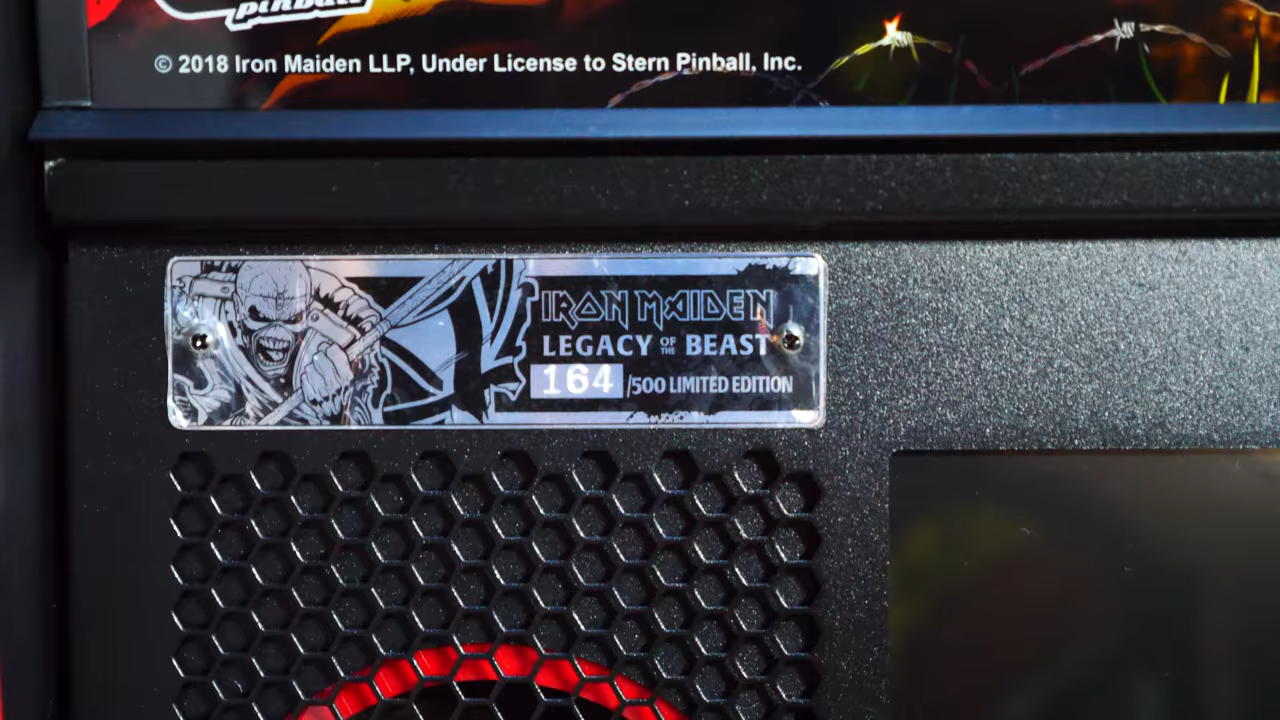 pinball
© 2018 Iron Maiden LLP, Under License to Stern Pinball, Inc.
IRON MAIDEN
LEGACY OF THE BEAST
164 /500 LIMITED EDITION